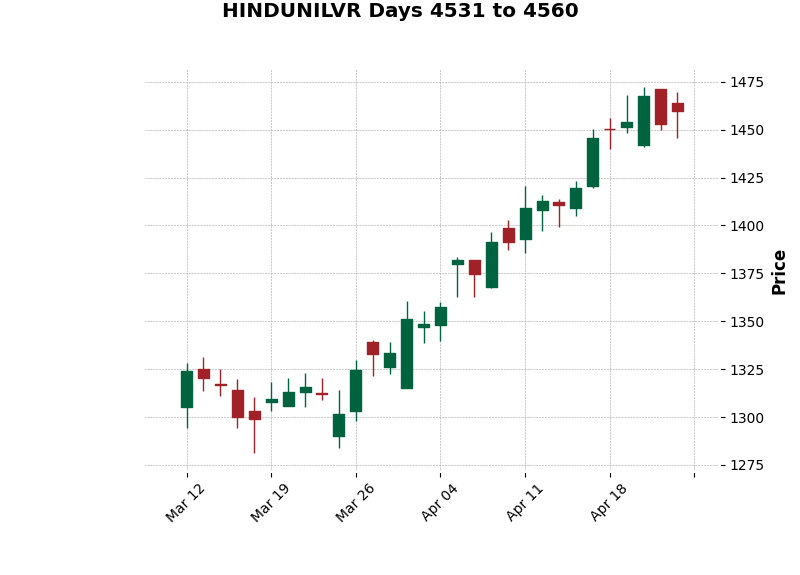 HINDUNILVR Days 4531 to 4560
1475
1450
1425
1400
1375
1350
1325
1300
1275
Price
Mar 12
Mar 19
Mar 26
Apr 04
Apr 11
Apr 18